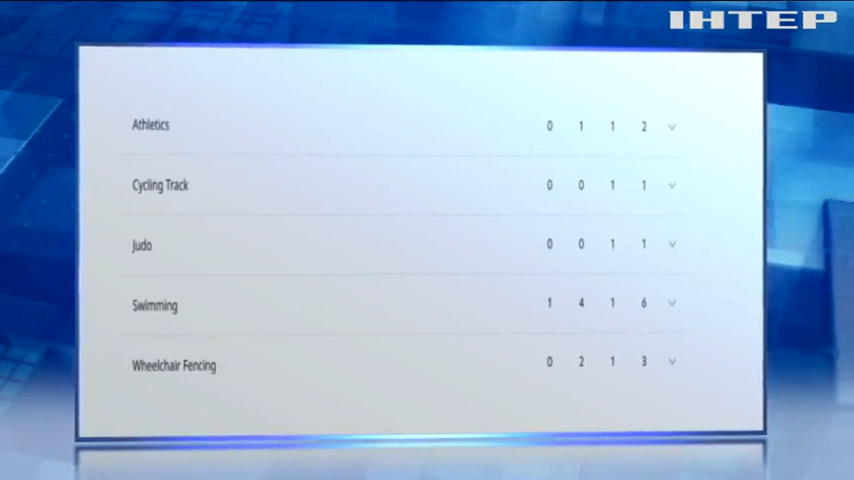 ІНТЕР
Athletics 0 1 1 2
Cycling Track 0 0 1 1
Judo 0 0 1 1
Swimming 1 4 1 6
Wheelchair Fencing 0 2 1 3